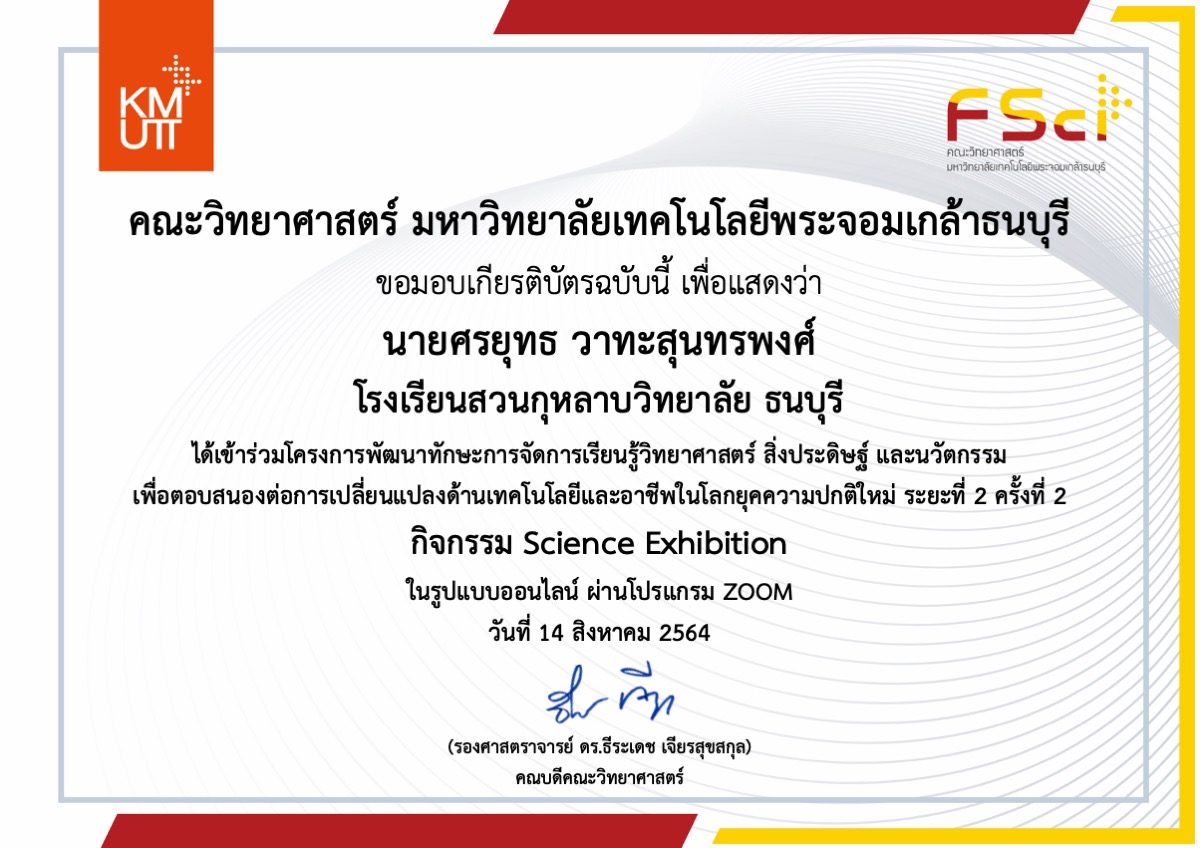 KM
UTT
FSci
คณะวิทยาศาสตร์
มหาวิทยาลัยเทคโนโลยีพระจอมเกล้าธนบุรี
คณะวิทยาศาสตร์ มหาวิทยาลัยเทคโนโลยีพระจอมเกล้าธนบุรี
ขอมอบเกียรติบัตรฉบับนี้ เพื่อแสดงว่า
นายศรยุทธ วาทะสุนทรพงศ์
โรงเรียนสวนกุหลาบวิทยาลัย ธนบุรี
ได้เข้าร่วมโครงการพัฒนาทักษะการจัดการเรียนรู้วิทยาศาสตร์ สิ่งประดิษฐ์ และนวัตกรรม
เพื่อตอบสนองต่อการเปลี่ยนแปลงด้านเทคโนโลยีและอาชีพในโลกยุคความปกติใหม่ ระยะที่ 2 ครั้งที่ 2
กิจกรรม Science Exhibition
ในรูปแบบออนไลน์ ผ่านโปรแกรม ZOOM
วันที่ 14 สิงหาคม 2564
(รองศาสตราจารย์ ดร.ธีระเดช เจียรสุขสกุล)
คณบดีคณะวิทยาศาสตร์